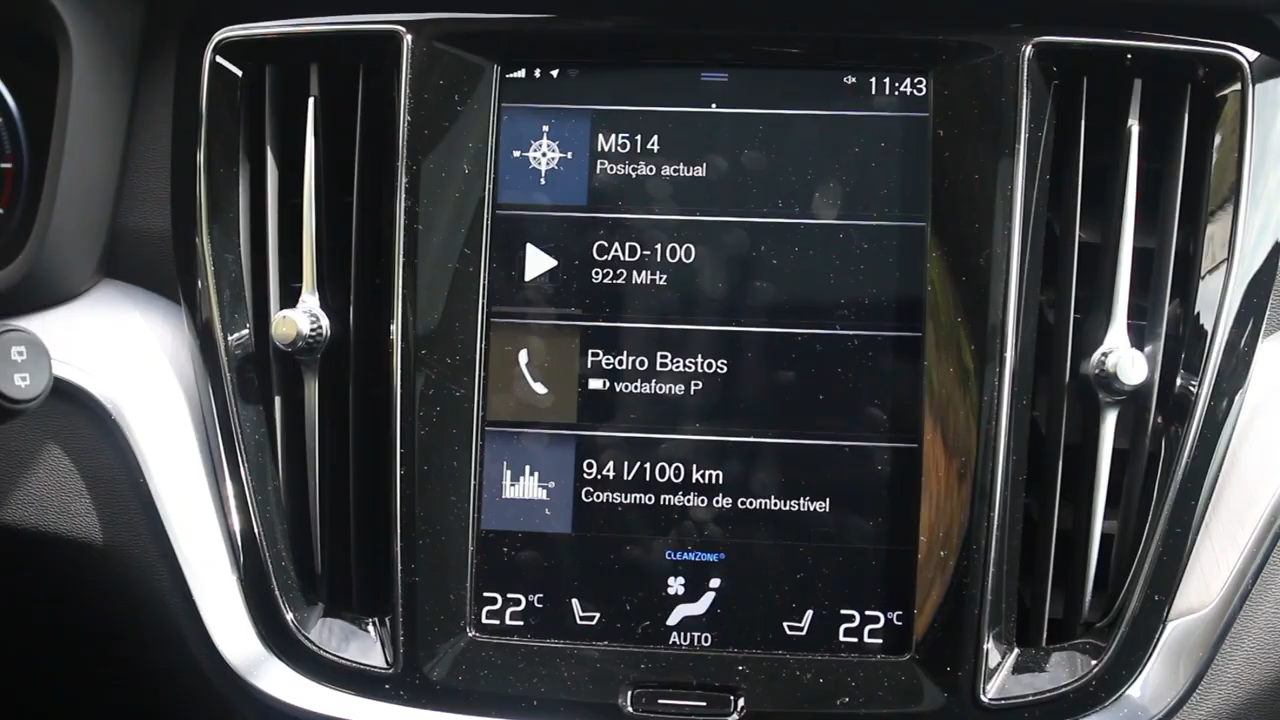 11:43
N
W E
S
M514
Posição actual
CAD-100
92.2 MHz
Pedro Bastos
vodafone P
9.4 l/100 km
Consumo médio de combustível
L
CLEANZONE®
22°C
AUTO
22°C